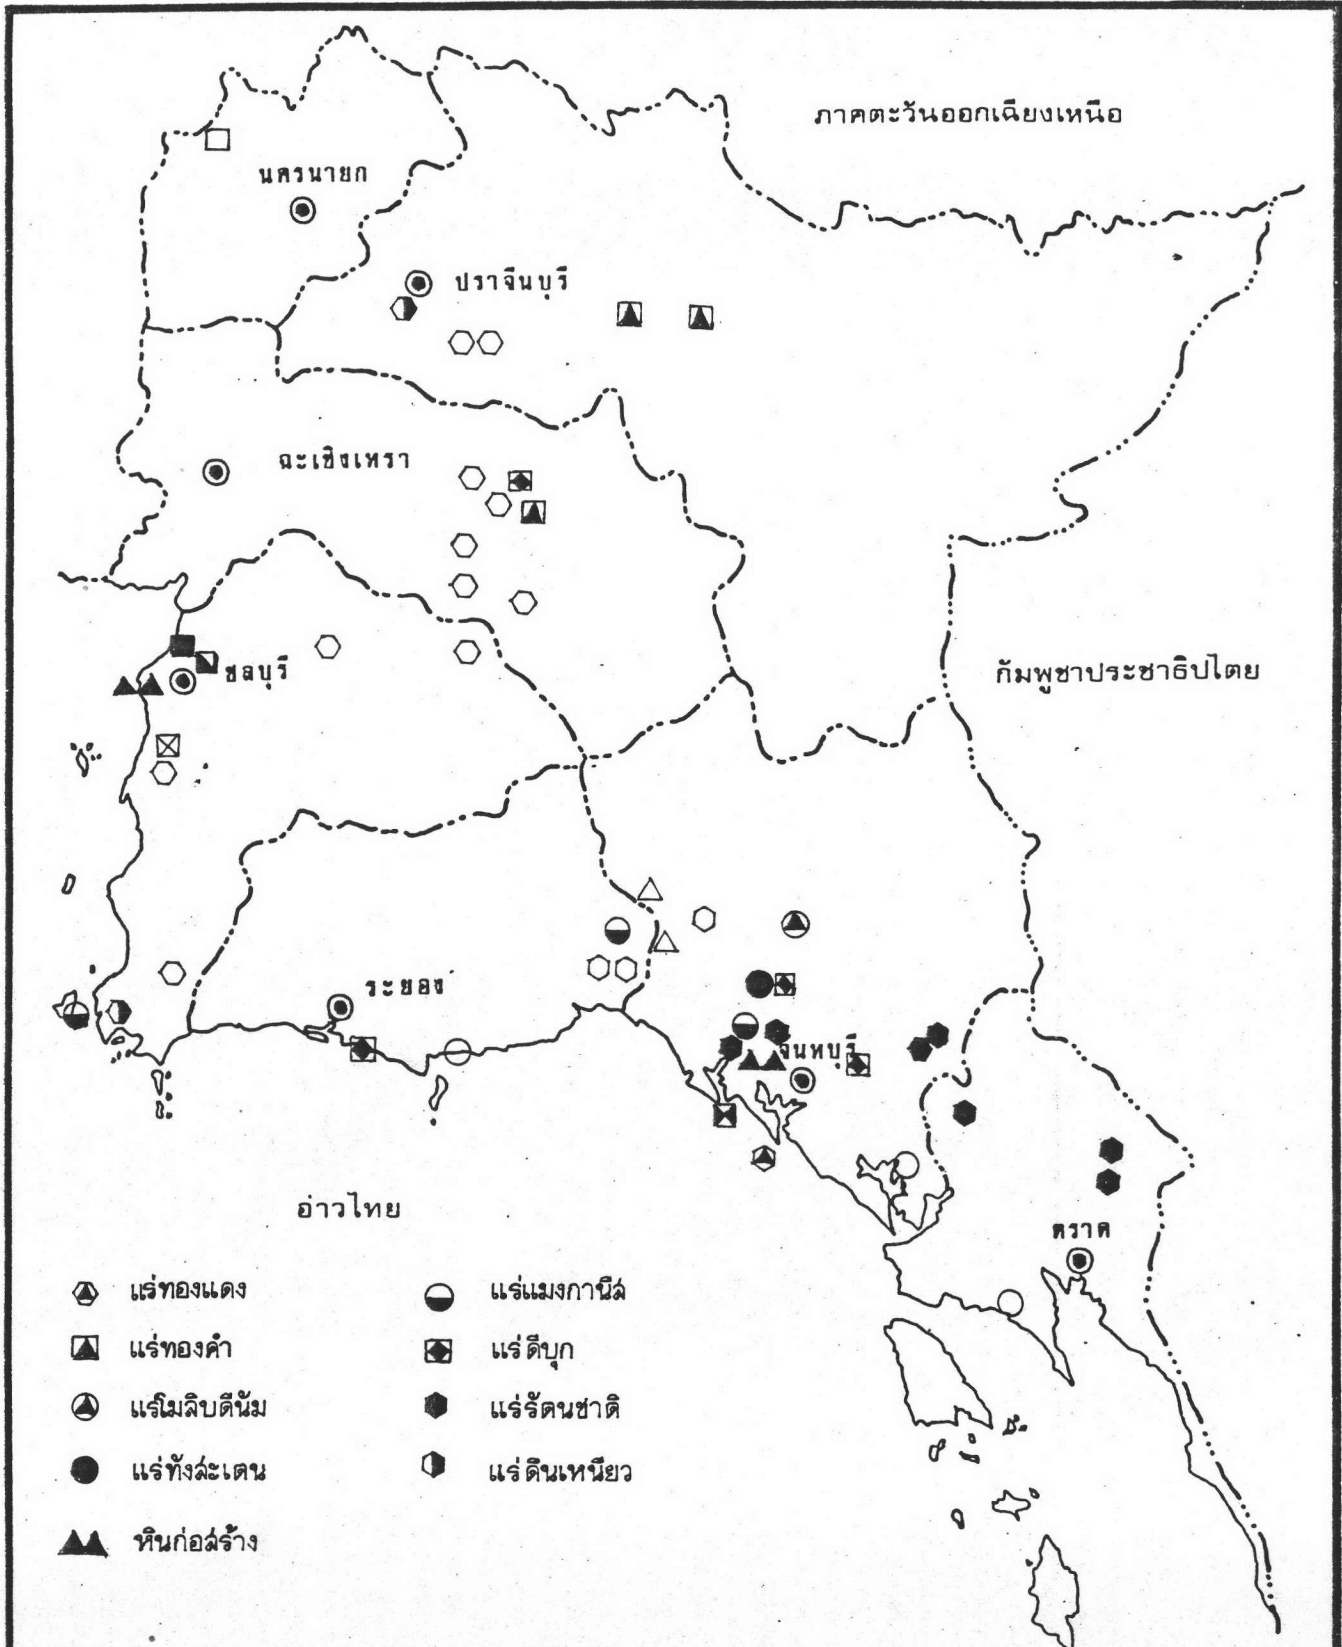 ภาคตะวันออกเฉียงเหนือ
นครนายก
ปราจีนบุรี
ฉะเชิงเทรา
ชลบุรี
กัมพูชาประชาธิปไตย
ระยอง
จันทบุรี
ตราด
อ่าวไทย
แร่ทองแดง
แร่แมงกานีส
แร่ทองคำ
แร่ดีบุก
แร่โมลิบดีนัม
แร่รัตนชาติ
แร่ทังสะเตน
แร่ดินเหนียว
หินก่อสร้าง